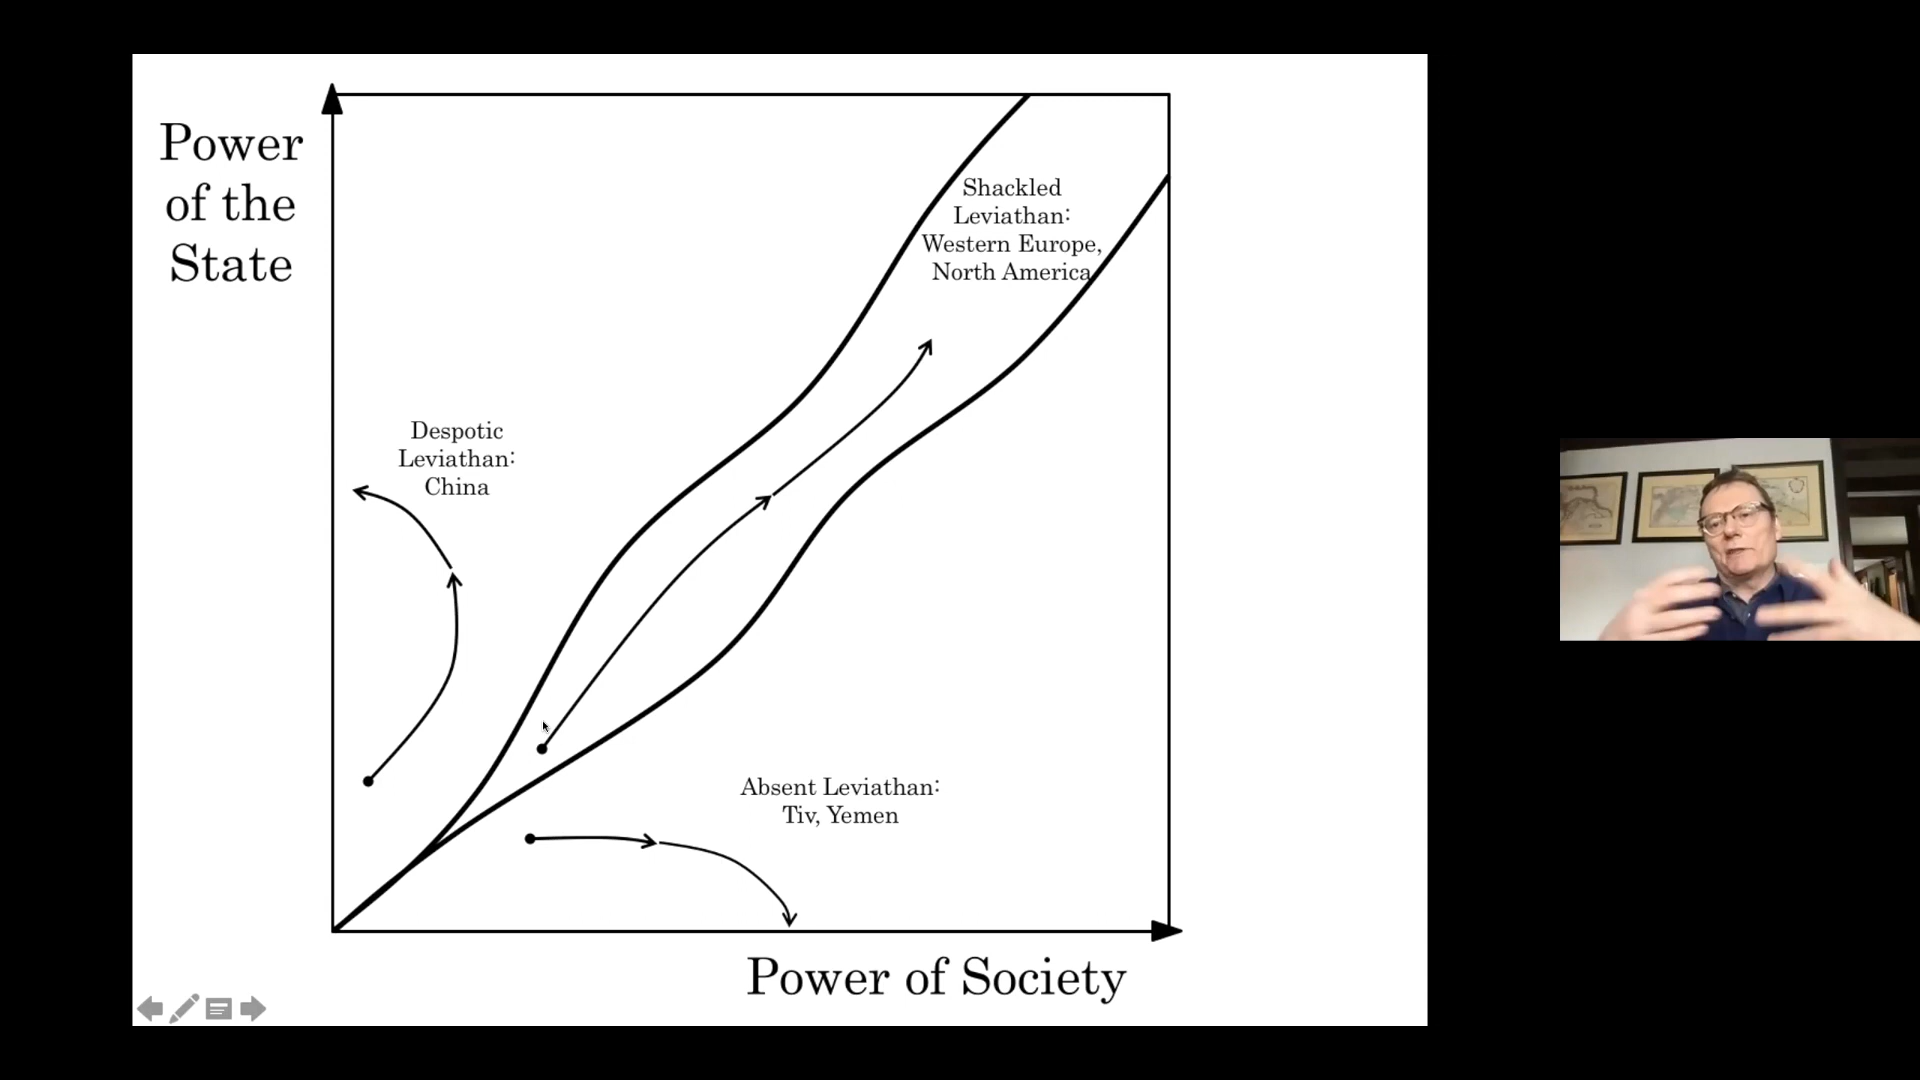 Power
of the
State
Shackled
Leviathan:
Western Europe,
North America
Despotic
Leviathan:
China
Absent Leviathan:
Tiv, Yemen
Power of Society